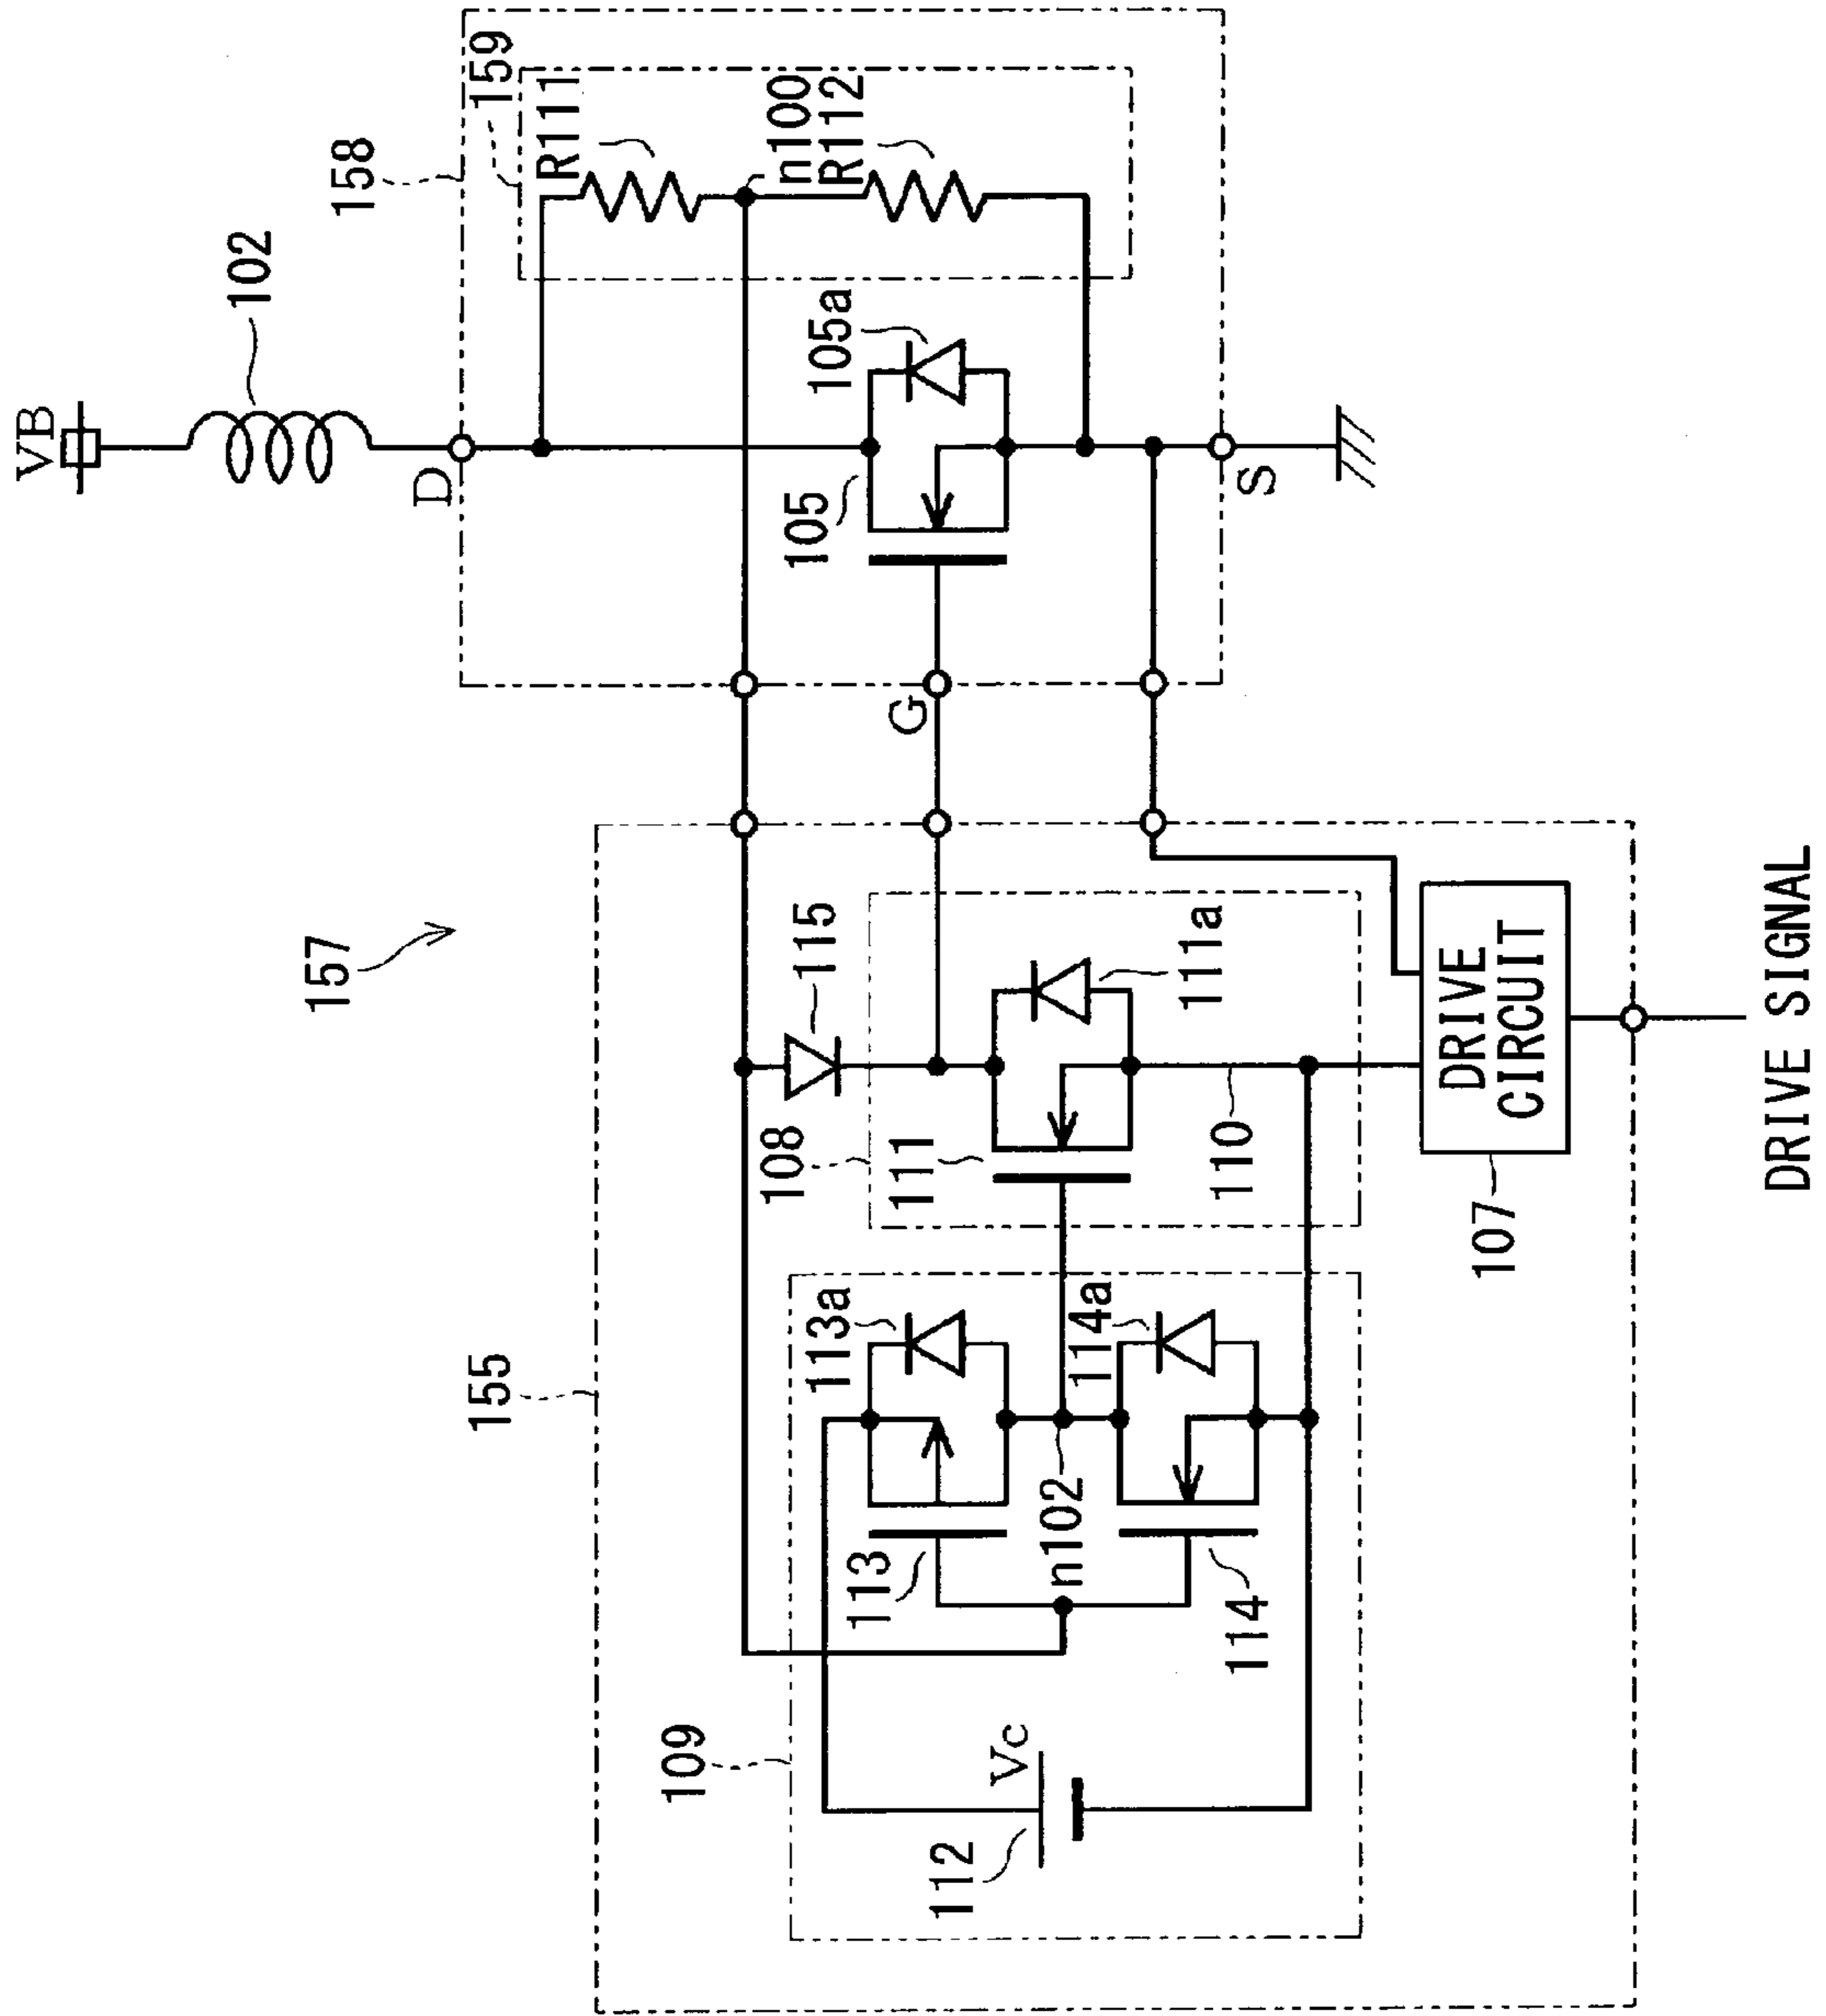 VB
102
158
159
R111
n100
R112
D
105
105a
S
G
157
155
115
108
111
111a
110
DRIVE
CIRCUIT
107
DRIVE SIGNAL
109
113
113a
n102
114
114a
112
Vc